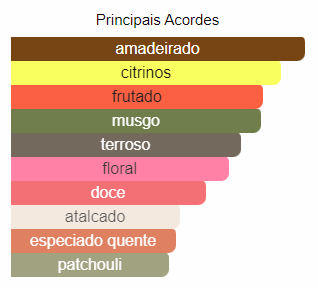 Principais Acordes
amadeirado
citrinos
frutado
musgo
terroso
floral
doce
atalcado
especiado quente
patchouli